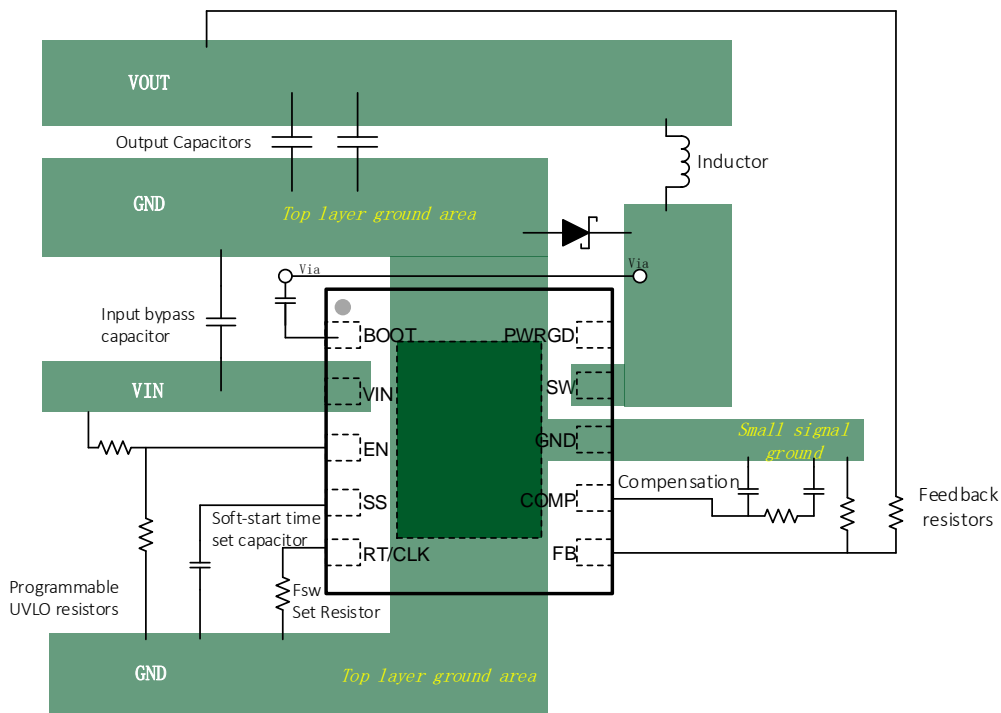 VOUT
Output Capacitors
Inductor
GND
Top layer ground area
Via
Via
Input bypass
capacitor
BOOT
PWRGD
VIN
VIN
SW
EN
GND
Small signal
ground
SS
COMP
Compensation
Feedback
resistors
Soft-start time
set capacitor
RT/CLK
FB
Programmable
UVLO resistors
Fsw
Set Resistor
GND
Top layer ground area